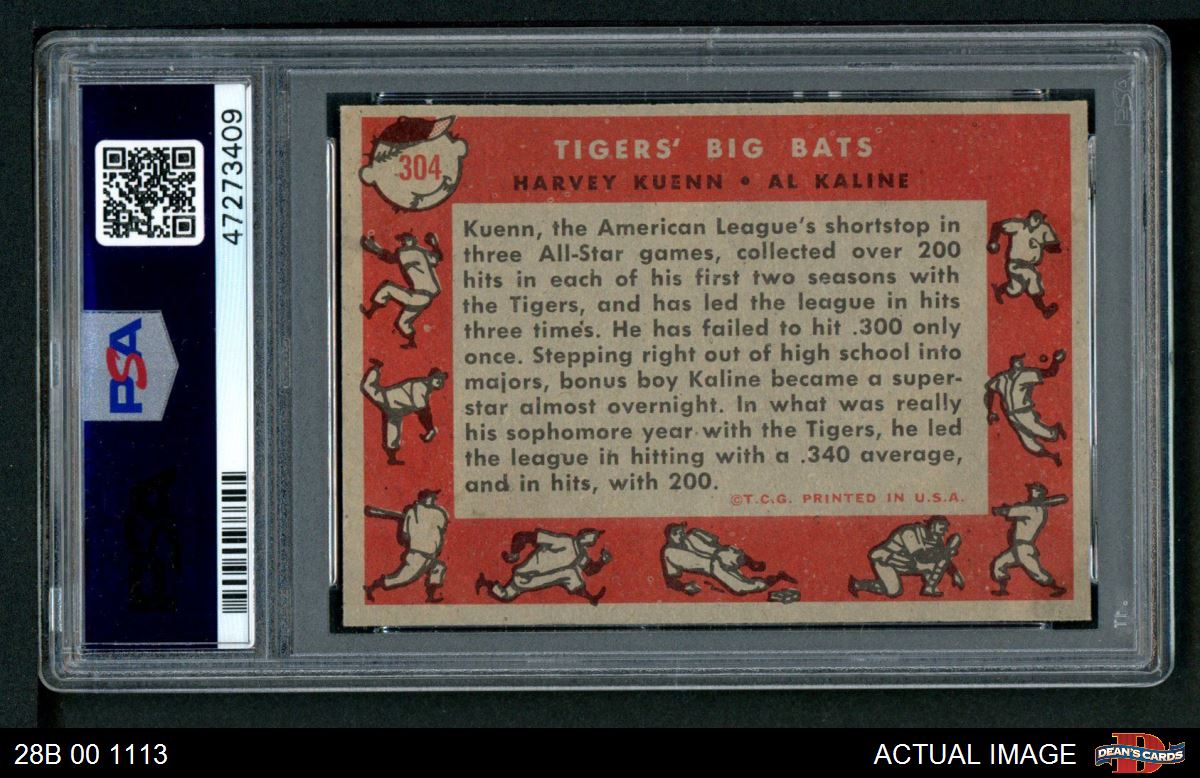 47273409
PSA
304
TIGERS' BIG BATS
HARVEY KUENN • AL KALINE
Kuenn, the American League's shortstop in
three All-Star games, collected over 200
hits in each of his first two seasons with
the Tigers, and has led the league in hits
three times. He has failed to hit .300 only
once. Stepping right out of high school into
majors, bonus boy Kaline became a super-
star almost overnight. In what was really
his sophomore year with the Tigers, he led
the league in hitting with a .340 average,
and in hits, with 200.
©T.C.G. PRINTED IN U.S.A.
PSA
28B 00 1113
ACTUAL IMAGE
DEAN'S CARDS